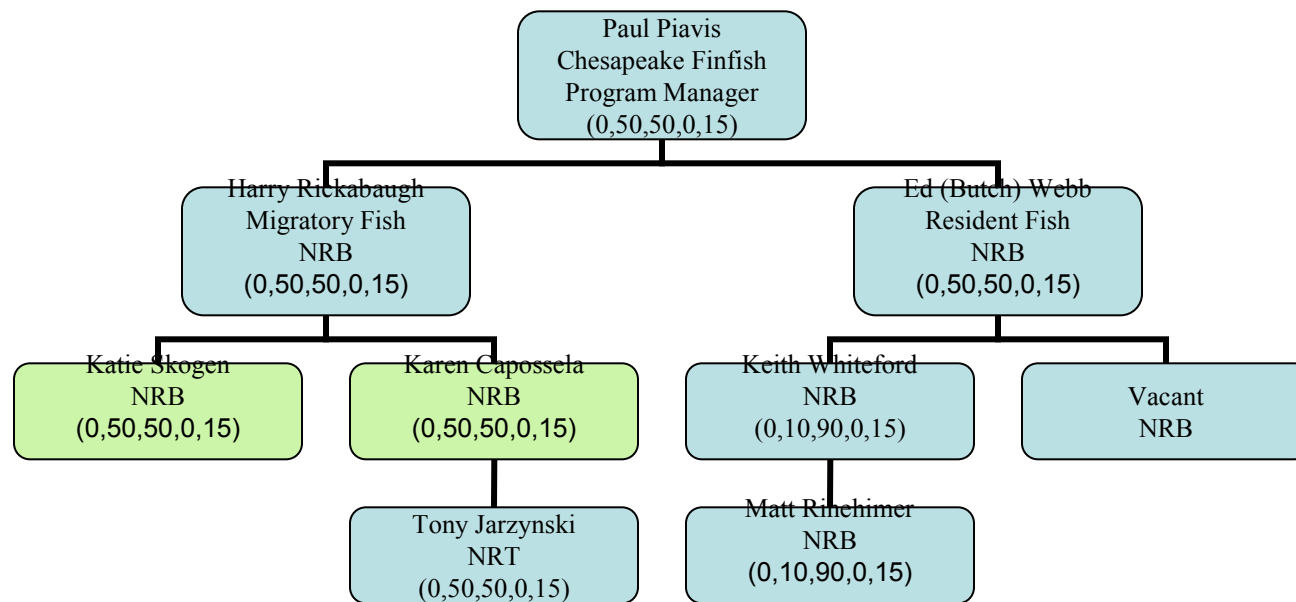 Paul Piavis
Chesapeake Finfish
Program Manager
(0,50,50,0,15)
Harry Rickabaugh
Migratory Fish
NRB
(0,50,50,0,15)
Ed (Butch) Webb
Resident Fish
NRB
(0,50,50,0,15)
Katie Skogen
NRB
(0,50,50,0,15)
Karen Capossela
NRB
(0,50,50,0,15)
Keith Whiteford
NRB
(0,10,90,0,15)
Vacant
NRB
Tony Jarzynski
NRT
(0,50,50,0,15)
Matt Rinehimer
NRB
(0,10,90,0,15)